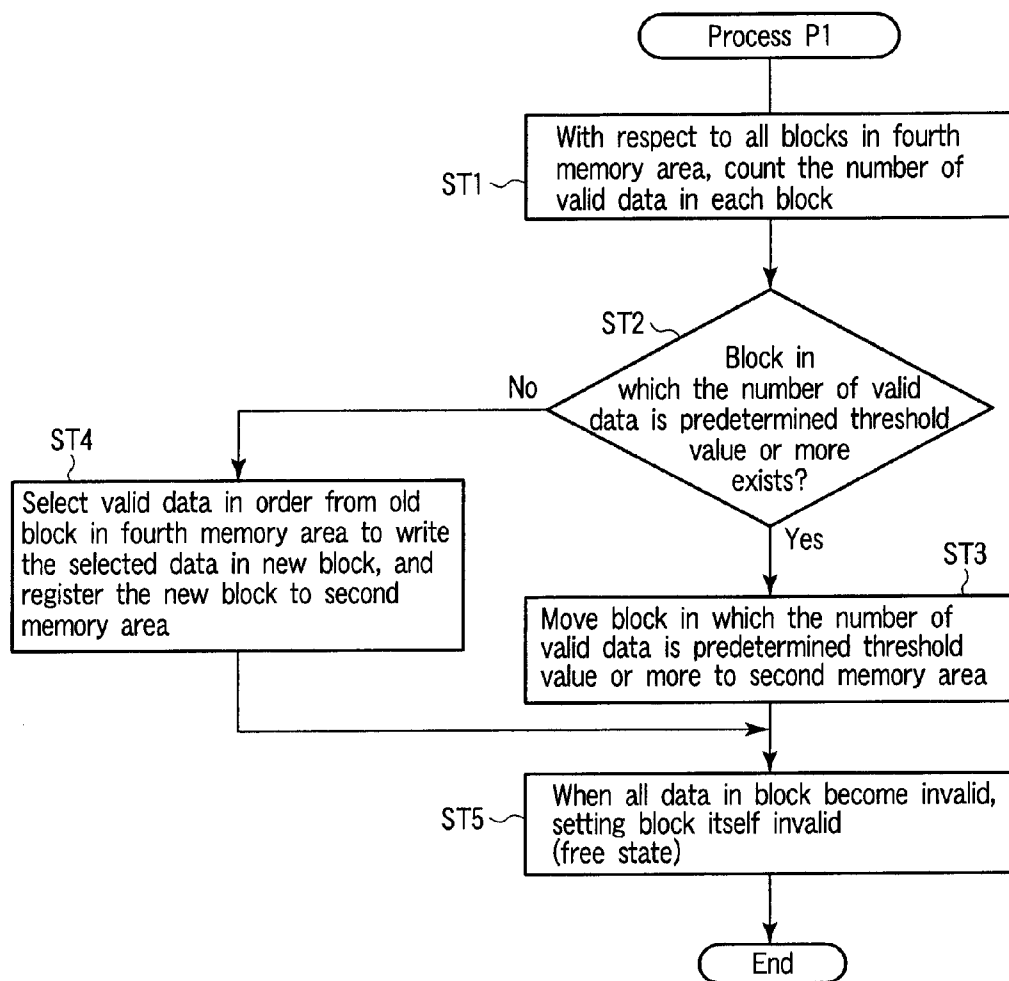 Process P1
ST1
With respect to all blocks in fourth
memory area, count the number of
valid data in each block
ST2
Block in
which the number of valid
data is predetermined threshold
value or more
exists?
No
Yes
ST4
Select valid data in order from old
block in fourth memory area to write
the selected data in new block, and
register the new block to second
memory area
ST3
Move block in which the number of
valid data is predetermined threshold
value or more to second memory area
ST5
When all data in block become invalid,
setting block itself invalid
(free state)
End